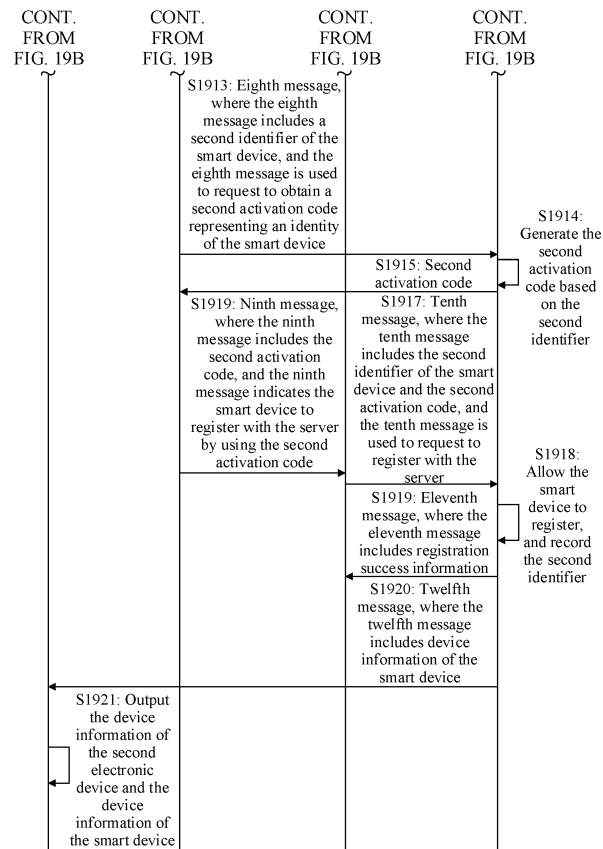 CONT.
FROM
FIG. 19B
CONT.
FROM
FIG. 19B
CONT.
FROM
FIG. 19B
CONT.
FROM
FIG. 19B
S1913: Eighth message,
where the eighth
message includes a
second identifier of the
smart device, and the
eighth message is used
to request to obtain a
second activation code
representing an identity
of the smart device
S1914:
Generate the
second
activation
code based
on the
second
identifier
S1915: Second
activation code
S1919: Ninth message,
where the ninth
message includes the
second activation
code, and the ninth
message indicates the
smart device to
register with the server
by using the second
activation code
S1917: Tenth
message, where the
tenth message
includes the second
identifier of the smart
device and the second
activation code, and
the tenth message is
used to request to
register with the
server
S1918:
Allow the
smart
device to
register,
and record
the second
identifier
S1919: Eleventh
message, where the
eleventh message
includes registration
success information
S1920: Twelfth
message, where the
twelfth message
includes device
information of the
smart device
S1921: Output
the device
information of
the second
electronic
device and the
device
information of
the smart device